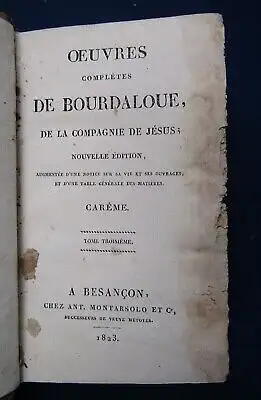 OEUVRES
COMPLÈTES
DE BOURDALOUE,
DE LA COMPAGNIE DE JÉSUS;
NOUVELLE ÉDITION,
AUGMENTÉE D'UNE NOTICE SUR SA VIE ET SES OUVRAGES,
ET D'UNE TABLE GÉNÉRALE DES MATIÈRES.
CARÊME.
TOME TROISIÈME.
A BESANÇON,
CHEZ ANT. MONTARSOLO ET Cie,
SUCCESSEURS DE VEUVE METOYER.
1823.